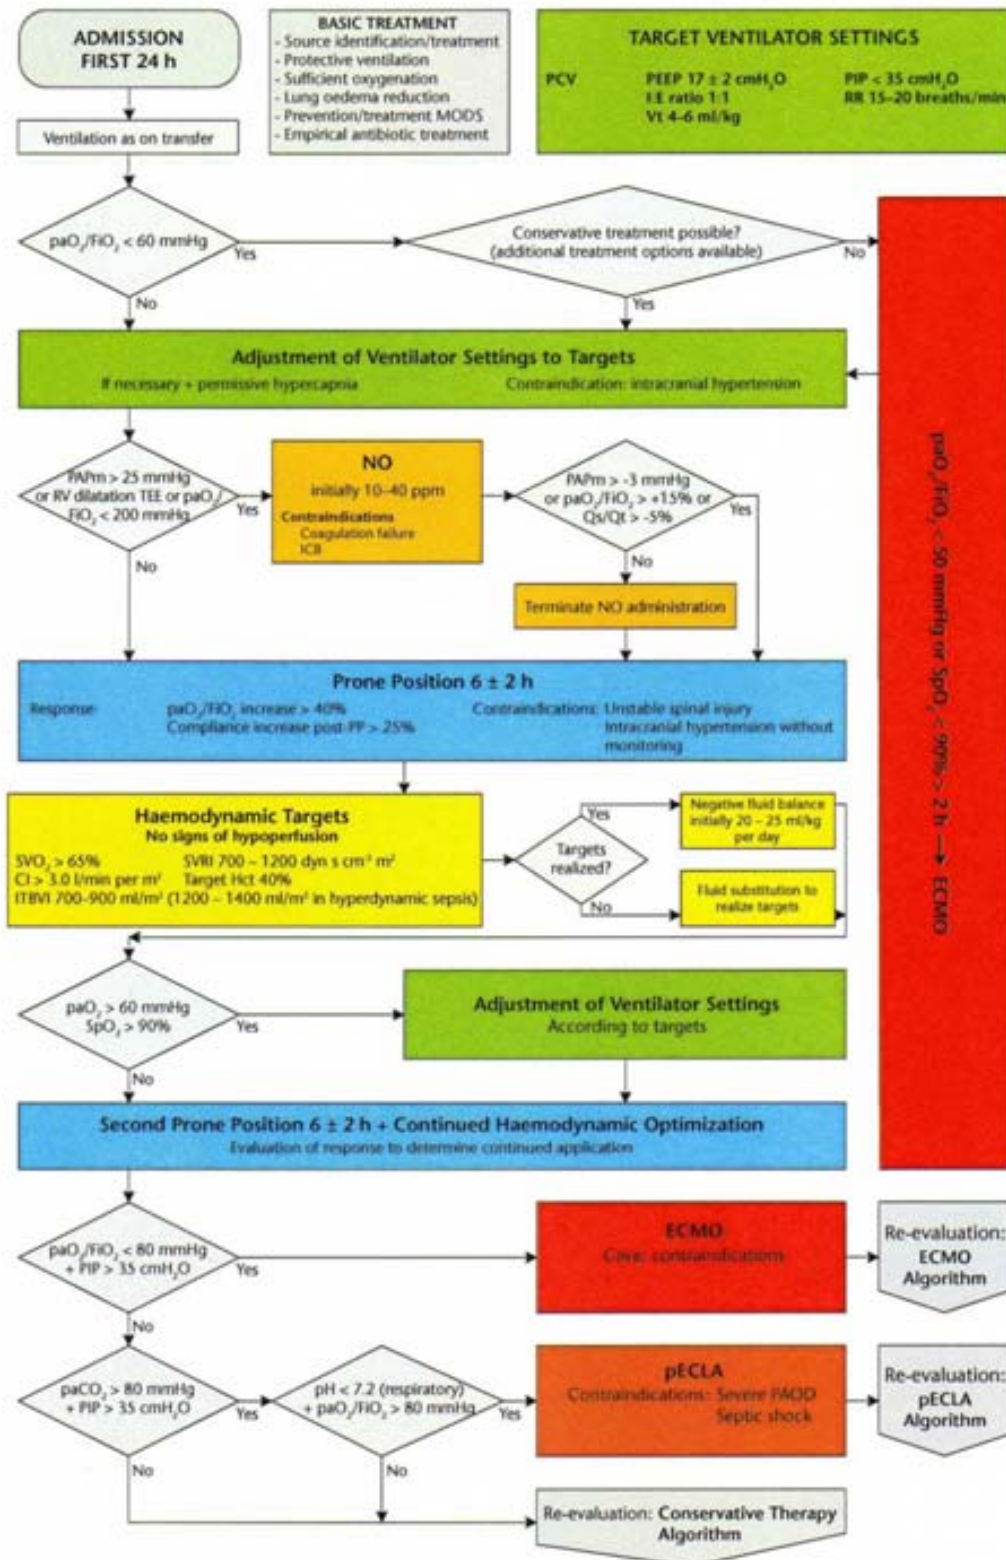 ADMISSION
FIRST 24 h
BASIC TREATMENT
- Source identification/treatment
- Protective ventilation
- Sufficient oxygenation
- Lung oedema reduction
- Prevention/treatment MODS
- Empirical antibiotic treatment
TARGET VENTILATOR SETTINGS
PCV
PEEP 17 ± 2 cmH₂O
I:E ratio 1:1
Vt 4–6 ml/kg
PIP < 35 cmH₂O
RR 15–20 breaths/min
Ventilation as on transfer
paO₂/FiO₂ < 60 mmHg
Yes
No
Conservative treatment possible?
(additional treatment options available)
No
Yes
Adjustment of Ventilator Settings to Targets
If necessary + permissive hypercapnia
Contraindication: intracranial hypertension
PAPm > 25 mmHg
or RV dilatation TEE or paO₂/
FiO₂ < 200 mmHg
Yes
No
NO
initially 10–40 ppm
Contraindications
Coagulation failure
ICB
PAPm > -3 mmHg
or paO₂/FiO₂ > +15% or
Qs/Qt > -5%
Yes
No
Terminate NO administration
Prone Position 6 ± 2 h
Response:
paO₂/FiO₂ increase > 40%
Compliance increase post-PP > 25%
Contraindications: Unstable spinal injury
Intracranial hypertension without
monitoring
Haemodynamic Targets
No signs of hypoperfusion
SVO₂ > 65%
SVRI 700 – 1200 dyn s cm⁻⁵ m²
CI > 3.0 l/min per m²
Target Hct 40%
ITBVI 700–900 ml/m² (1200 – 1400 ml/m² in hyperdynamic sepsis)
Targets
realized?
Yes
No
Negative fluid balance
initially 20 – 25 ml/kg
per day
Fluid substitution to
realize targets
paO₂/FiO₂ < 50 mmHg or SpO₂ < 90% > 2 h → ECMO
paO₂ > 60 mmHg
SpO₂ > 90%
Yes
No
Adjustment of Ventilator Settings
According to targets
Second Prone Position 6 ± 2 h + Continued Haemodynamic Optimization
Evaluation of response to determine continued application
paO₂/FiO₂ < 80 mmHg
+ PIP > 35 cmH₂O
Yes
No
ECMO
Cave: contraindications
Re-evaluation:
ECMO
Algorithm
paCO₂ > 80 mmHg
+ PIP > 35 cmH₂O
Yes
No
pH < 7.2 (respiratory)
+ paO₂/FiO₂ > 80 mmHg
Yes
No
pECLA
Contraindications: Severe PAOD
Septic shock
Re-evaluation:
pECLA
Algorithm
Re-evaluation: Conservative Therapy
Algorithm